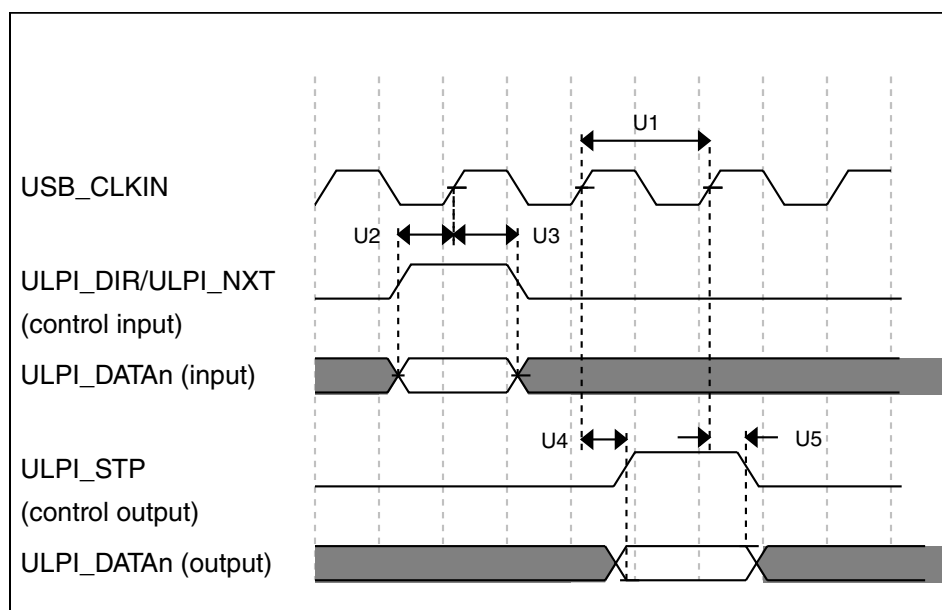 U1
USB_CLKIN
U2 U3
ULPI_DIR/ULPI_NXT
(control input)
ULPI_DATAn (input)
U4 U5
ULPI_STP
(control output)
ULPI_DATAn (output)